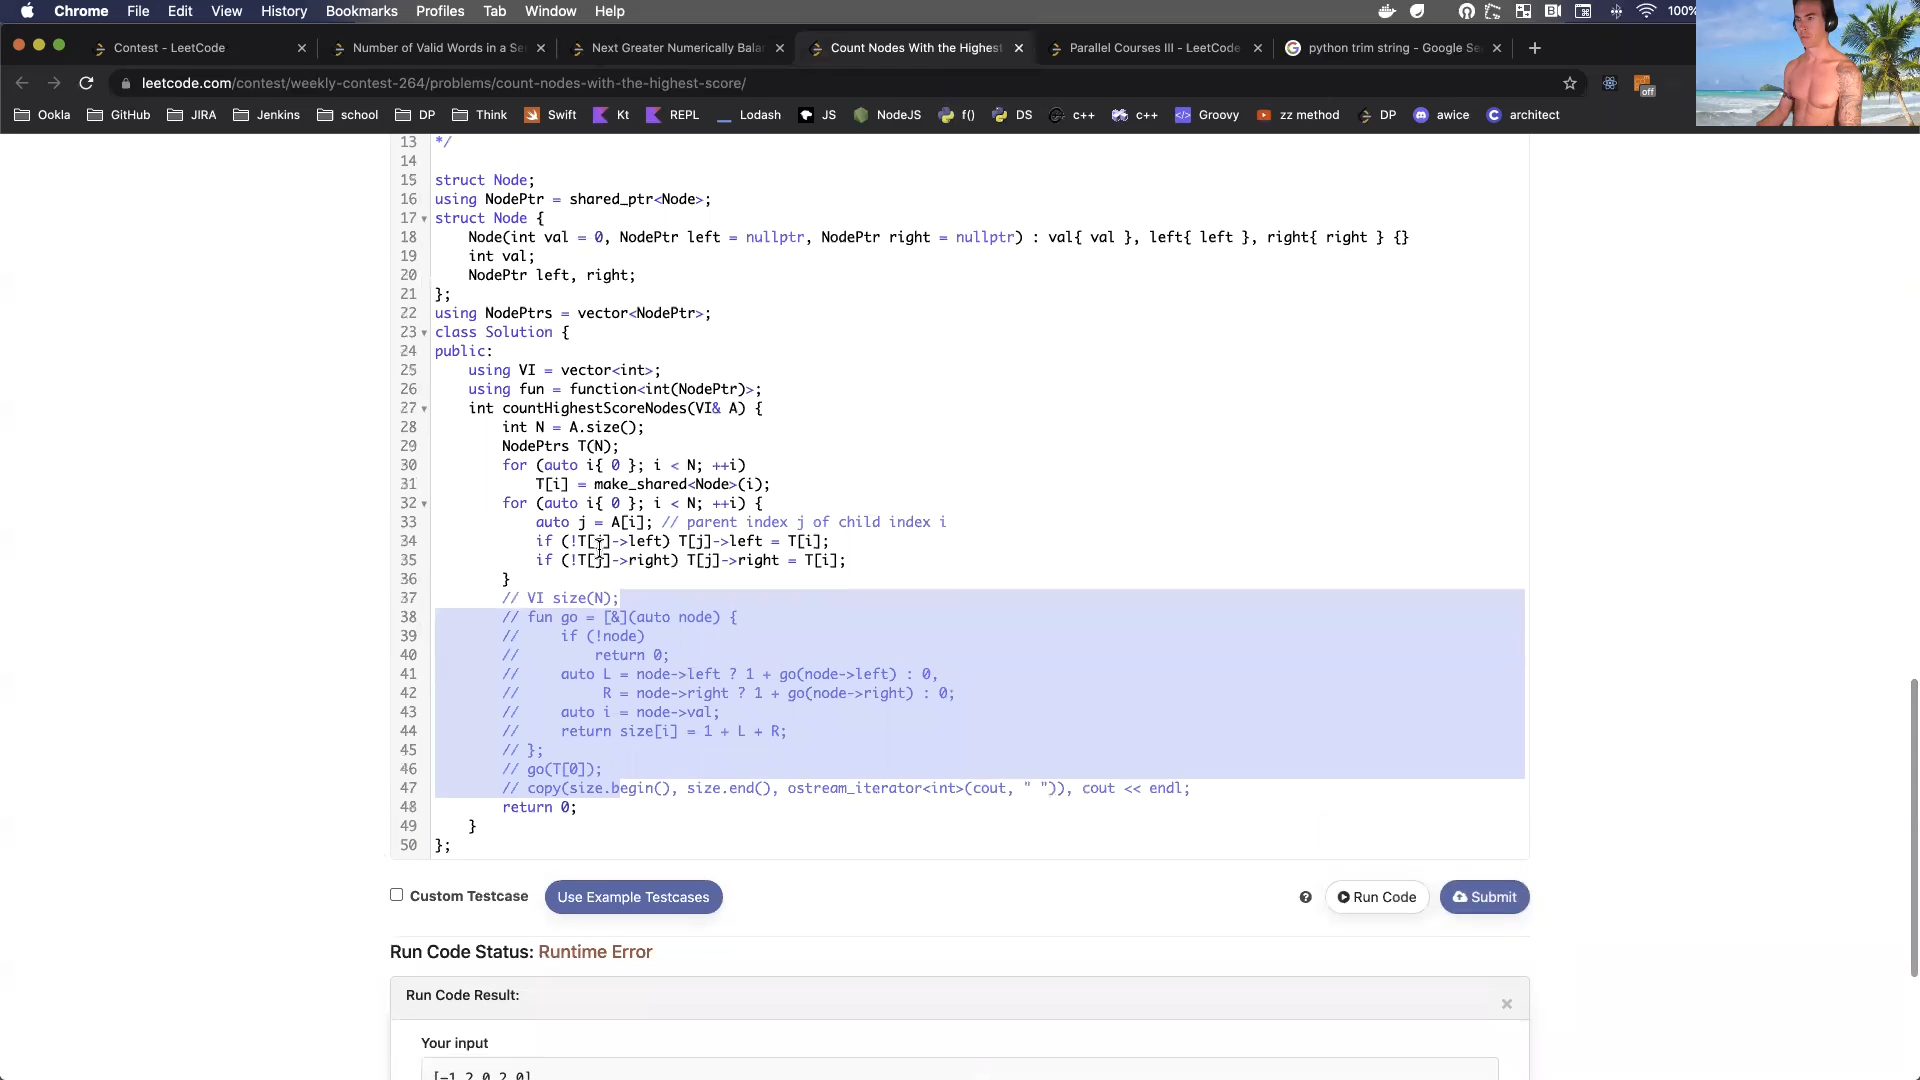 Chrome File Edit View History Bookmarks Profiles Tab Window Help 100%
Contest - LeetCode Number of Valid Words in a Se Next Greater Numerically Bala Count Nodes With the Highest Parallel Courses III - LeetCode python trim string - Google Se
leetcode.com/contest/weekly-contest-264/problems/count-nodes-with-the-highest-score/ off
Ookla GitHub JIRA Jenkins school DP Think Swift Kt REPL Lodash JS NodeJS f() DS c++ c++ Groovy zz method DP awice architect
13 */
14
15 struct Node;
16 using NodePtr = shared_ptr<Node>;
17 struct Node {
18 Node(int val = 0, NodePtr left = nullptr, NodePtr right = nullptr) : val{ val }, left{ left }, right{ right } {}
19 int val;
20 NodePtr left, right;
21 };
22 using NodePtrs = vector<NodePtr>;
23 class Solution {
24 public:
25 using VI = vector<int>;
26 using fun = function<int(NodePtr)>;
27 int countHighestScoreNodes(VI& A) {
28 int N = A.size();
29 NodePtrs T(N);
30 for (auto i{ 0 }; i < N; ++i)
31 T[i] = make_shared<Node>(i);
32 for (auto i{ 0 }; i < N; ++i) {
33 auto j = A[i]; // parent index j of child index i
34 if (!T[j]->left) T[j]->left = T[i];
35 if (!T[j]->right) T[j]->right = T[i];
36 }
37 // VI size(N);
38 // fun go = [&](auto node) {
39 // if (!node)
40 // return 0;
41 // auto L = node->left ? 1 + go(node->left) : 0,
42 // R = node->right ? 1 + go(node->right) : 0;
43 // auto i = node->val;
44 // return size[i] = 1 + L + R;
45 // };
46 // go(T[0]);
47 // copy(size.begin(), size.end(), ostream_iterator<int>(cout, " ")), cout << endl;
48 return 0;
49 }
50 };
Custom Testcase Use Example Testcases ? Run Code Submit
Run Code Status: Runtime Error
Run Code Result: ×
Your input
[-1,2,0,2,0]